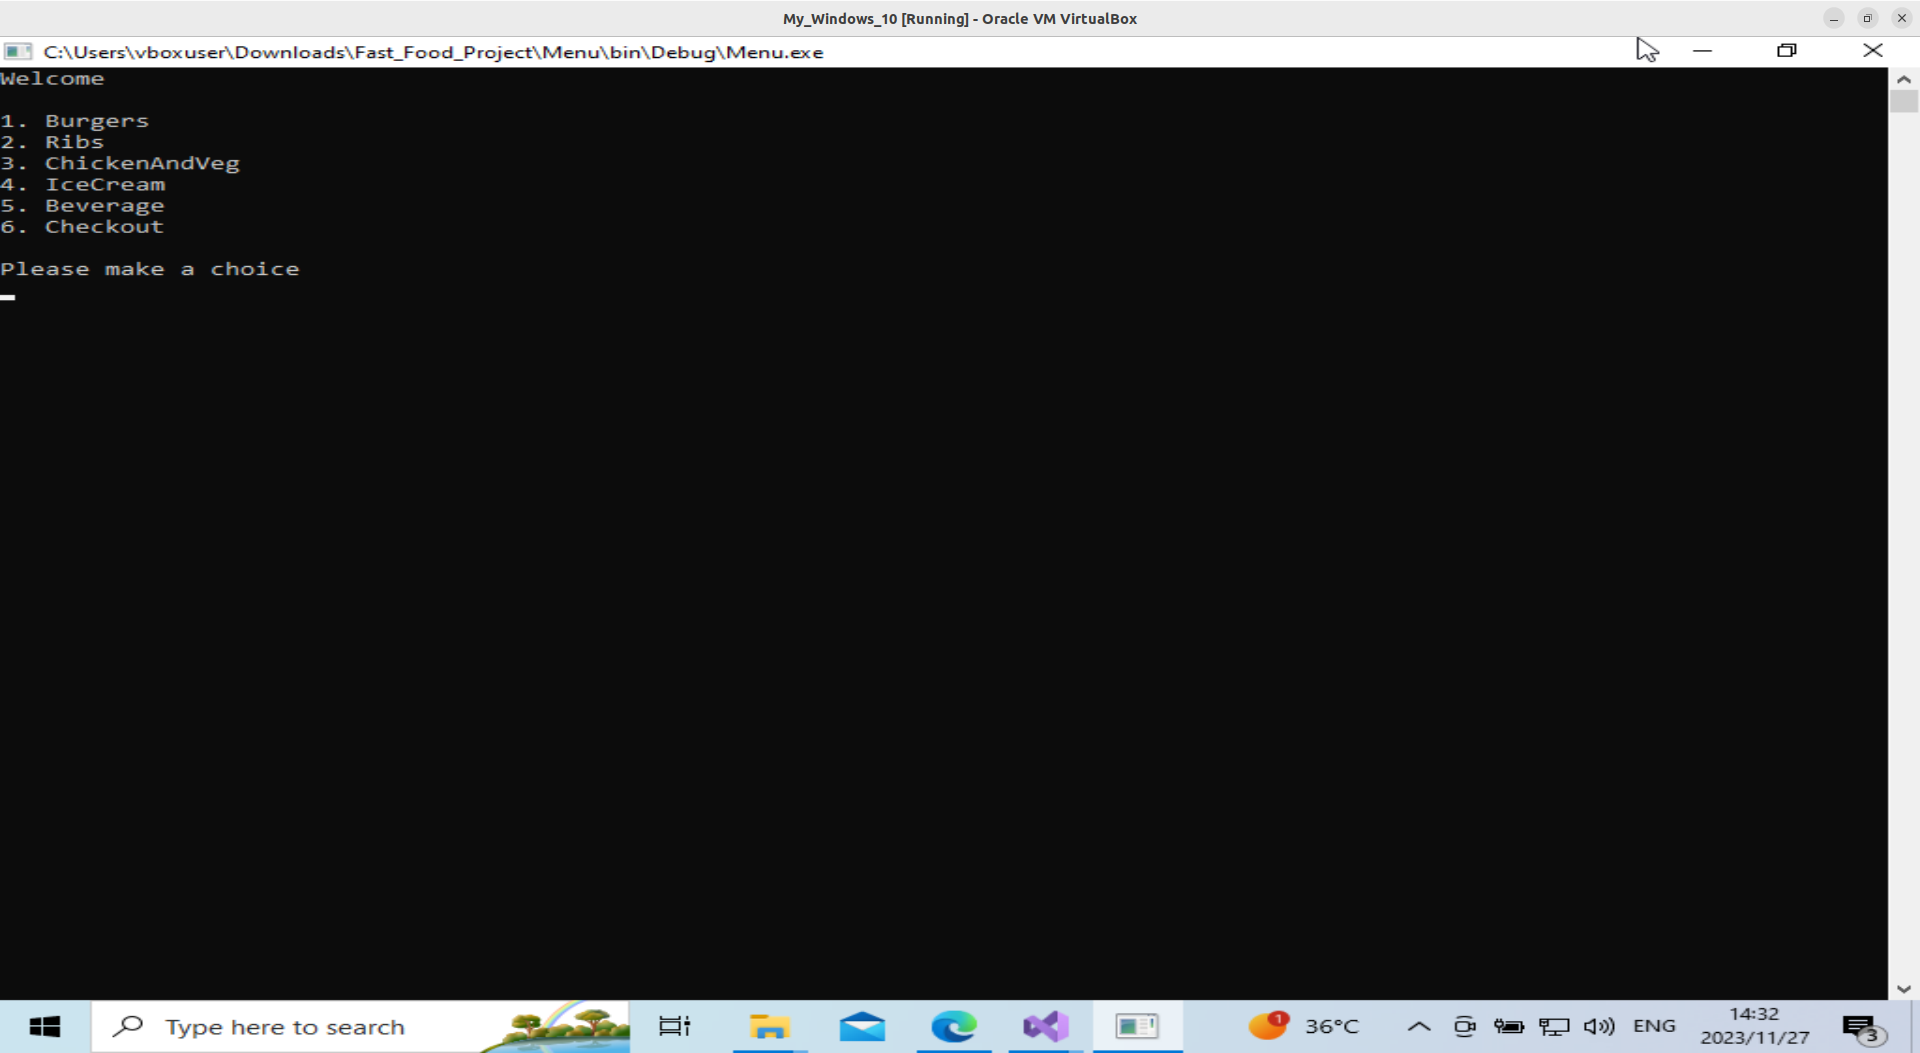 My_Windows_10 [Running] - Oracle VM VirtualBox
C:\Users\vboxuser\Downloads\Fast_Food_Project\Menu\bin\Debug\Menu.exe
Welcome
1. Burgers
2. Ribs
3. ChickenAndVeg
4. IceCream
5. Beverage
6. Checkout
Please make a choice
Type here to search
1
36°C
ENG
14:32
2023/11/27
3